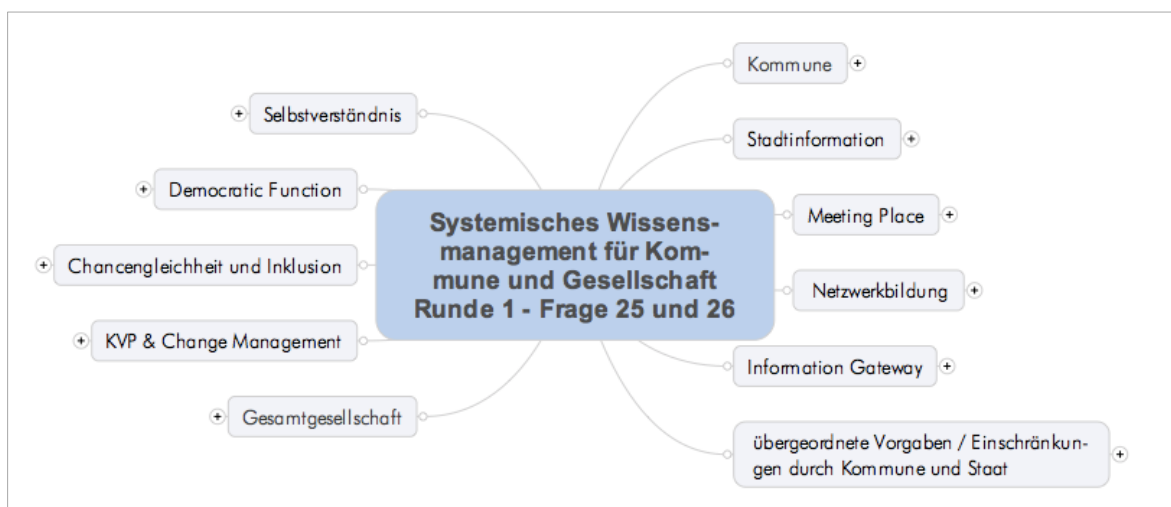 Systemisches Wissens-
management für Kom-
mune und Gesellschaft
Runde 1 - Frage 25 und 26
Kommune
Stadtinformation
Meeting Place
Netzwerkbildung
Information Gateway
übergeordnete Vorgaben / Einschränkun-
gen durch Kommune und Staat
Selbstverständnis
Democratic Function
Chancengleichheit und Inklusion
KVP & Change Management
Gesamtgesellschaft